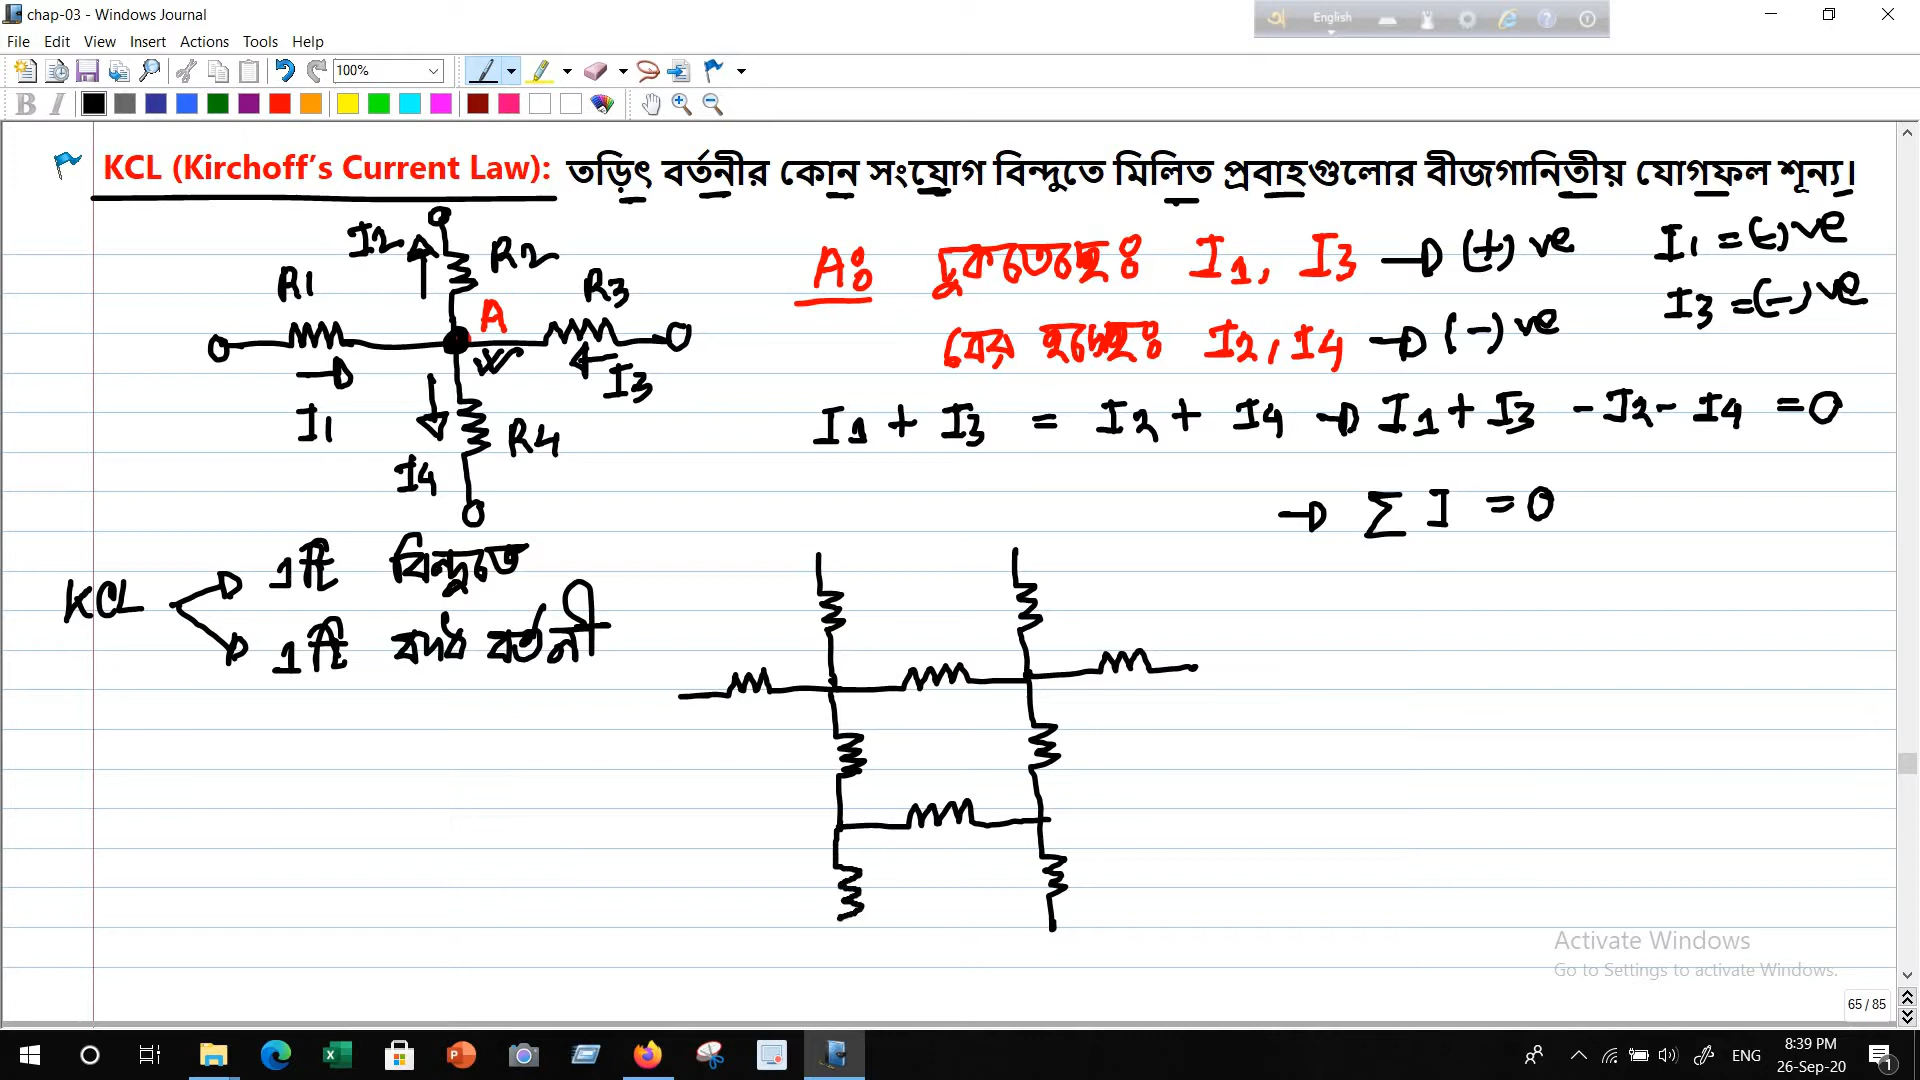 chap-03 - Windows Journal
English
File Edit View Insert Actions Tools Help
100%
B I
KCL (Kirchoff's Current Law): তড়িৎ বর্তনীর কোন সংযোগ বিন্দুতে মিলিত প্রবাহগুলোর বীজগানিতীয় যোগফল শূন্য।
I2 R2
R1 A R3
I1 I3
I4 R4
A: ঢুকতেছেঃ I1, I3 → (+) ve
বের হচ্ছেঃ I2, I4 → (-) ve
I1 = (-) ve
I3 = (-) ve
I1 + I3 = I2 + I4 → I1 + I3 - I2 - I4 = 0
→ ∑ I = 0
KCL → 1টি বিন্দুতে
→ 1টি বদ্ধ বর্তনী
Activate Windows
Go to Settings to activate Windows.
65 / 85
ENG
8:39 PM
26-Sep-20
1